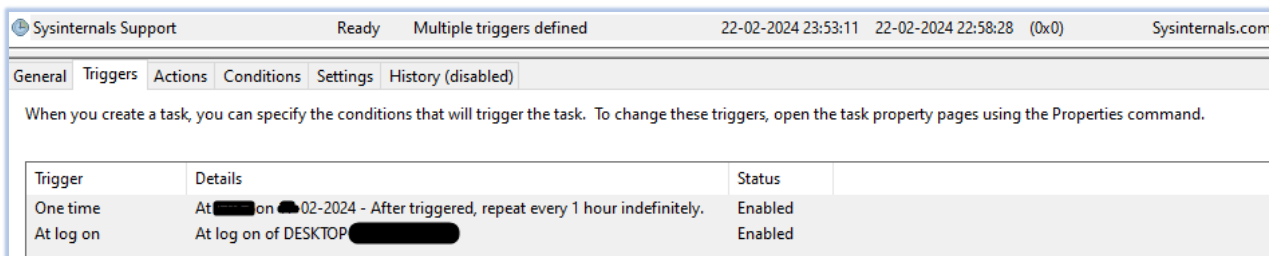 Sysinternals Support Ready Multiple triggers defined 22-02-2024 23:53:11 22-02-2024 22:58:28 (0x0) Sysinternals.com
General Triggers Actions Conditions Settings History (disabled)
When you create a task, you can specify the conditions that will trigger the task. To change these triggers, open the task property pages using the Properties command.
Trigger Details Status
One time At on 02-2024 - After triggered, repeat every 1 hour indefinitely. Enabled
At log on At log on of DESKTOP Enabled